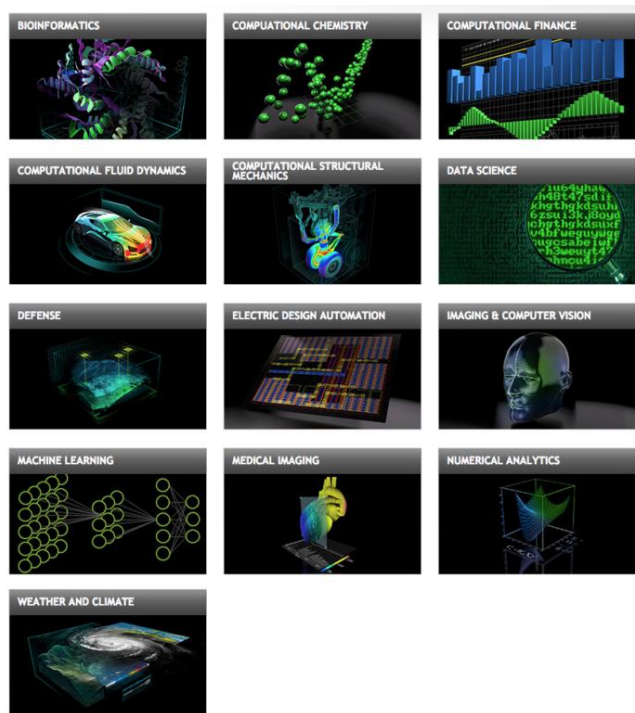 BIOINFORMATICS
COMPUATIONAL CHEMISTRY
COMPUTATIONAL FINANCE
COMPUTATIONAL FLUID DYNAMICS
COMPUTATIONAL STRUCTURAL
MECHANICS
DATA SCIENCE
DEFENSE
ELECTRIC DESIGN AUTOMATION
IMAGING & COMPUTER VISION
MACHINE LEARNING
MEDICAL IMAGING
NUMERICAL ANALYTICS
WEATHER AND CLIMATE